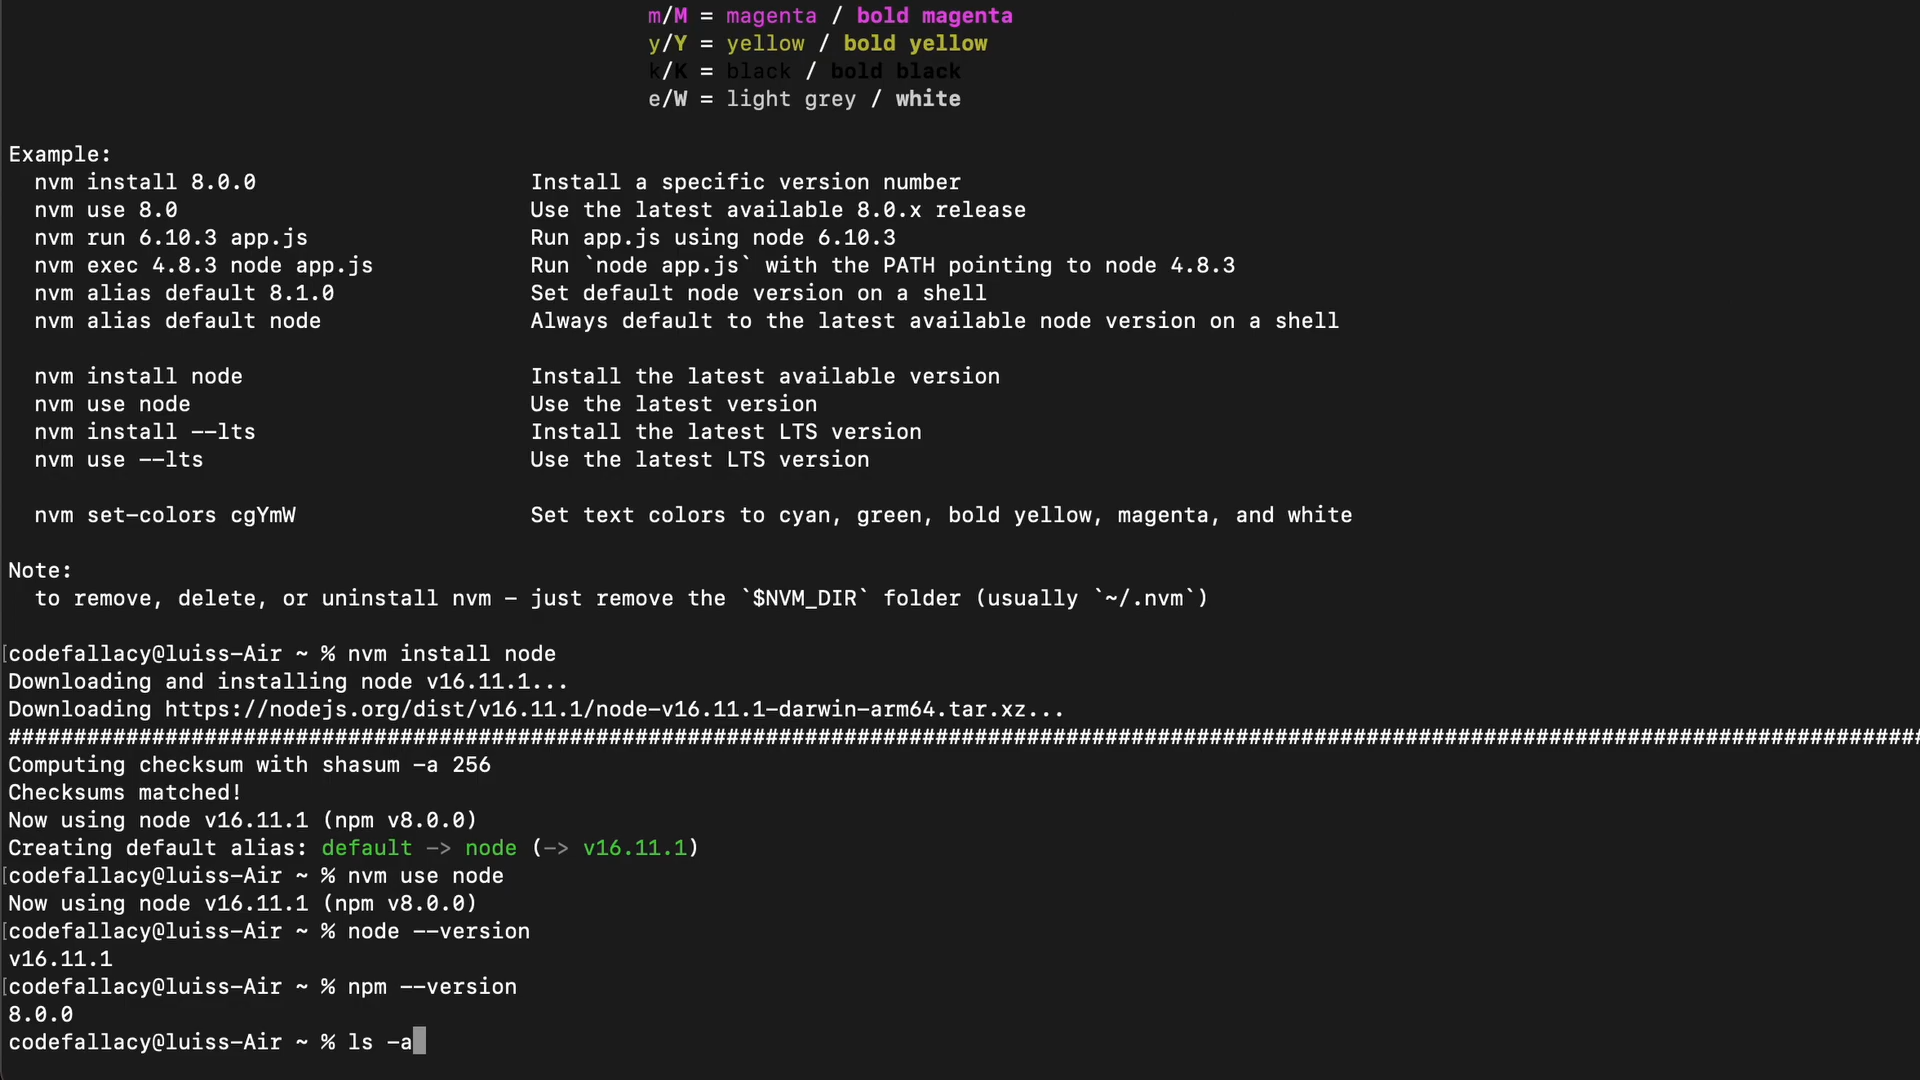 m/M = magenta / bold magenta
y/Y = yellow / bold yellow
k/K = black / bold black
e/W = light grey / white
Example:
nvm install 8.0.0 Install a specific version number
nvm use 8.0 Use the latest available 8.0.x release
nvm run 6.10.3 app.js Run app.js using node 6.10.3
nvm exec 4.8.3 node app.js Run `node app.js` with the PATH pointing to node 4.8.3
nvm alias default 8.1.0 Set default node version on a shell
nvm alias default node Always default to the latest available node version on a shell
nvm install node Install the latest available version
nvm use node Use the latest version
nvm install --lts Install the latest LTS version
nvm use --lts Use the latest LTS version
nvm set-colors cgYmW Set text colors to cyan, green, bold yellow, magenta, and white
Note:
to remove, delete, or uninstall nvm - just remove the `$NVM_DIR` folder (usually `~/.nvm`)
[codefallacy@luiss-Air ~ % nvm install node
Downloading and installing node v16.11.1...
Downloading https://nodejs.org/dist/v16.11.1/node-v16.11.1-darwin-arm64.tar.xz...
###################################################################################################################################################
Computing checksum with shasum -a 256
Checksums matched!
Now using node v16.11.1 (npm v8.0.0)
Creating default alias: default -> node (-> v16.11.1)
[codefallacy@luiss-Air ~ % nvm use node
Now using node v16.11.1 (npm v8.0.0)
[codefallacy@luiss-Air ~ % node --version
v16.11.1
[codefallacy@luiss-Air ~ % npm --version
8.0.0
codefallacy@luiss-Air ~ % ls -a